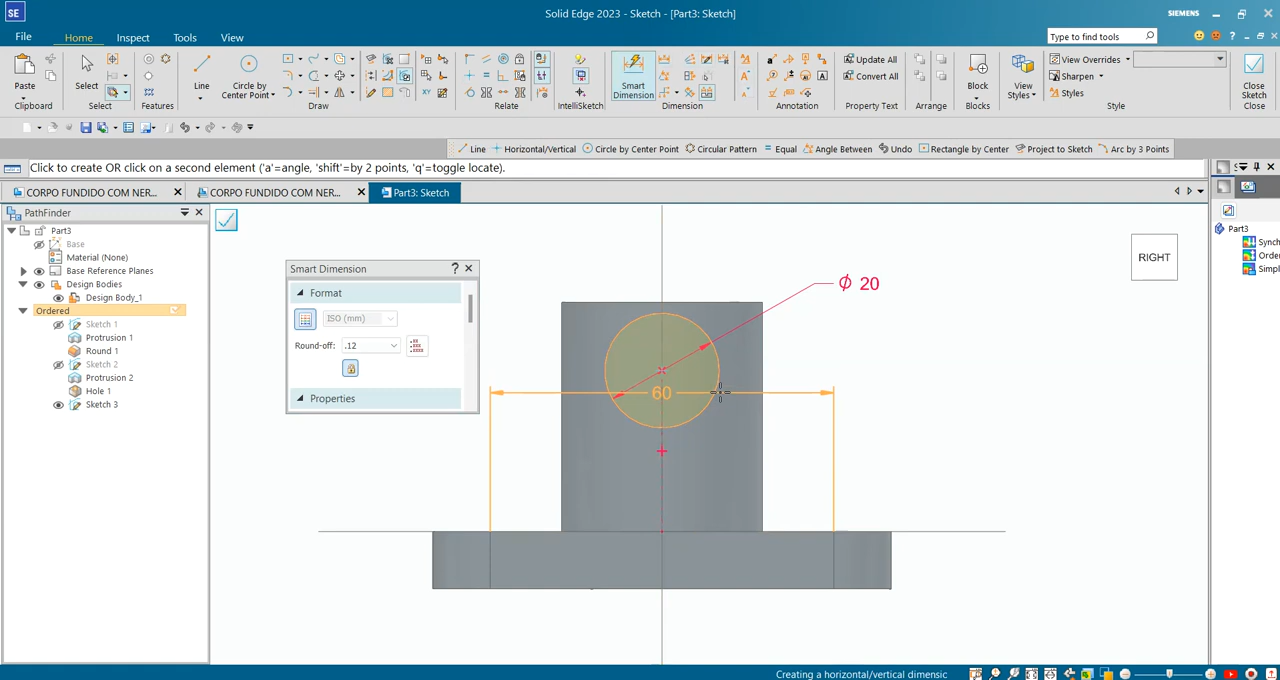 SE
Solid Edge 2023 - Sketch - [Part3: Sketch]
SIEMENS
File
Home
Inspect
Tools
View
Type to find tools
Paste
Clipboard
Select
Select
Features
Line
Circle by
Center Point
Draw
Relate
IntelliSketch
Smart
Dimension
Dimension
Annotation
Update All
Convert All
Property Text
Arrange
Block
Blocks
View
Styles
View Overrides
Sharpen
Styles
Style
Close
Sketch
Close
Line
Horizontal/Vertical
Circle by Center Point
Circular Pattern
Equal
Angle Between
Undo
Rectangle by Center
Project to Sketch
Arc by 3 Points
Click to create OR click on a second element ('a'=angle, 'shift'=by 2 points, 'q'=toggle locate).
CORPO FUNDIDO COM NER...
CORPO FUNDIDO COM NER...
Part3: Sketch
PathFinder
Part3
Base
Material (None)
Base Reference Planes
Design Bodies
Design Body_1
Ordered
Sketch 1
Protrusion 1
Round 1
Sketch 2
Protrusion 2
Hole 1
Sketch 3
Smart Dimension
?
Format
ISO (mm)
Round-off:
.12
Properties
⌀ 20
60
RIGHT
Part3
Synch
Orde
Simpl
Creating a horizontal/vertical dimensic